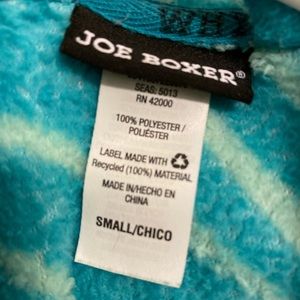 WH
JOE BOXER®
SEAS: 5013
RN 42000
100% POLYESTER /
POLIÉSTER
LABEL MADE WITH
Recycled (100%) MATERIAL
MADE IN/HECHO EN
CHINA
SMALL/CHICO